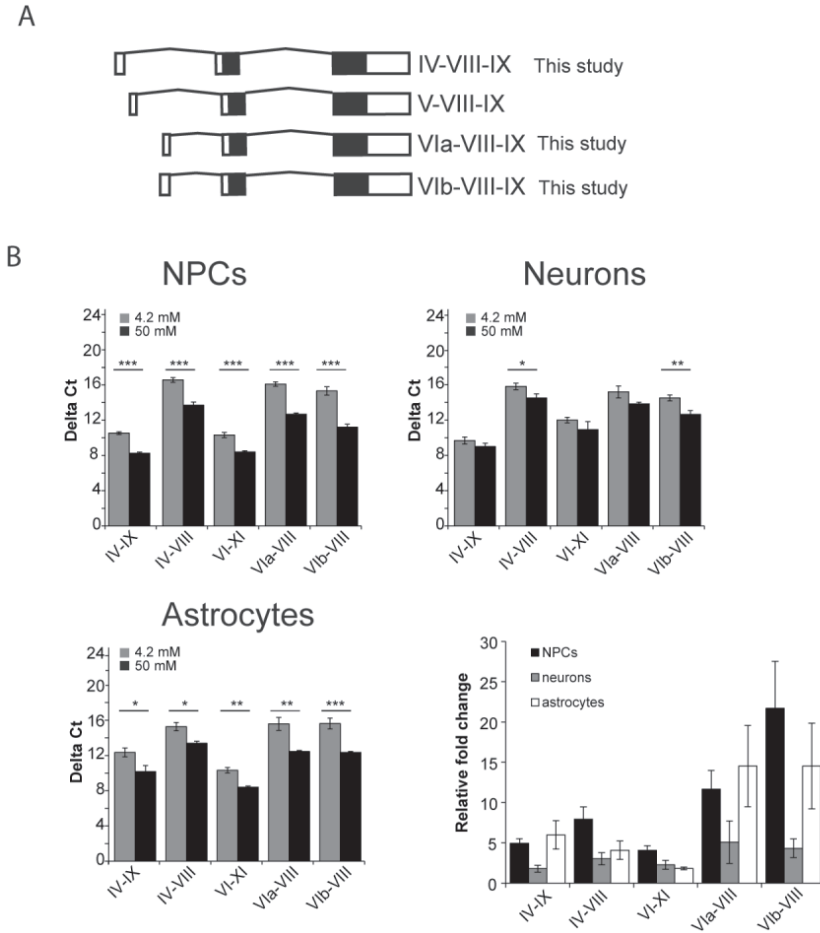 A
IV-VIII-IX This study
V-VIII-IX
VIa-VIII-IX This study
VIb-VIII-IX This study
B
NPCs
24
20
16
12
8
4
0
Delta Ct
4.2 mM
50 mM
*** *** *** *** ***
IV-IX IV-VIII VI-XI VIa-VIII VIb-VIII
Neurons
24
20
16
12
8
4
0
Delta Ct
4.2 mM
50 mM
* **
IV-IX IV-VIII VI-XI VIa-VIII VIb-VIII
Astrocytes
24
20
16
12
8
4
0
Delta Ct
4.2 mM
50 mM
* * ** ** ***
IV-IX IV-VIII VI-XI VIa-VIII VIb-VIII
30
25
20
15
10
5
0
Relative fold change
NPCs
neurons
astrocytes
IV-IX IV-VIII VI-XI VIa-VIII VIb-VIII